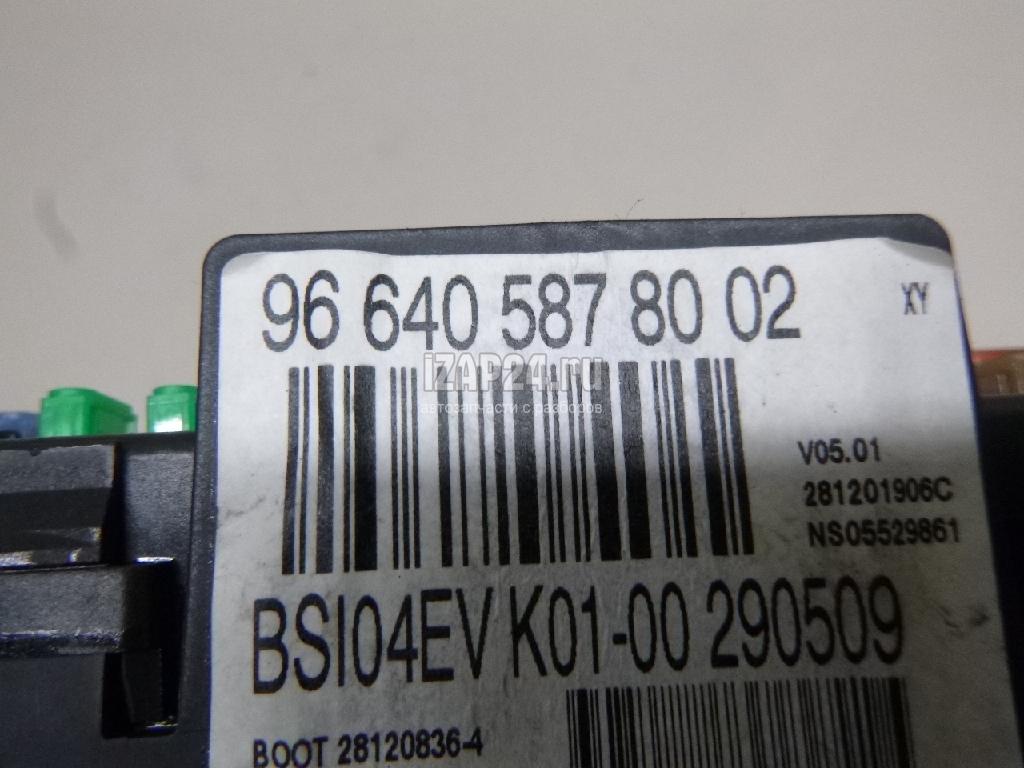 96 640 587 80 02
XY
iZAP24.ru
автозапчасти с разборов
V05.01
281201906C
NS05529861
BSI04EV K01-00 290509
BOOT 28120836-4